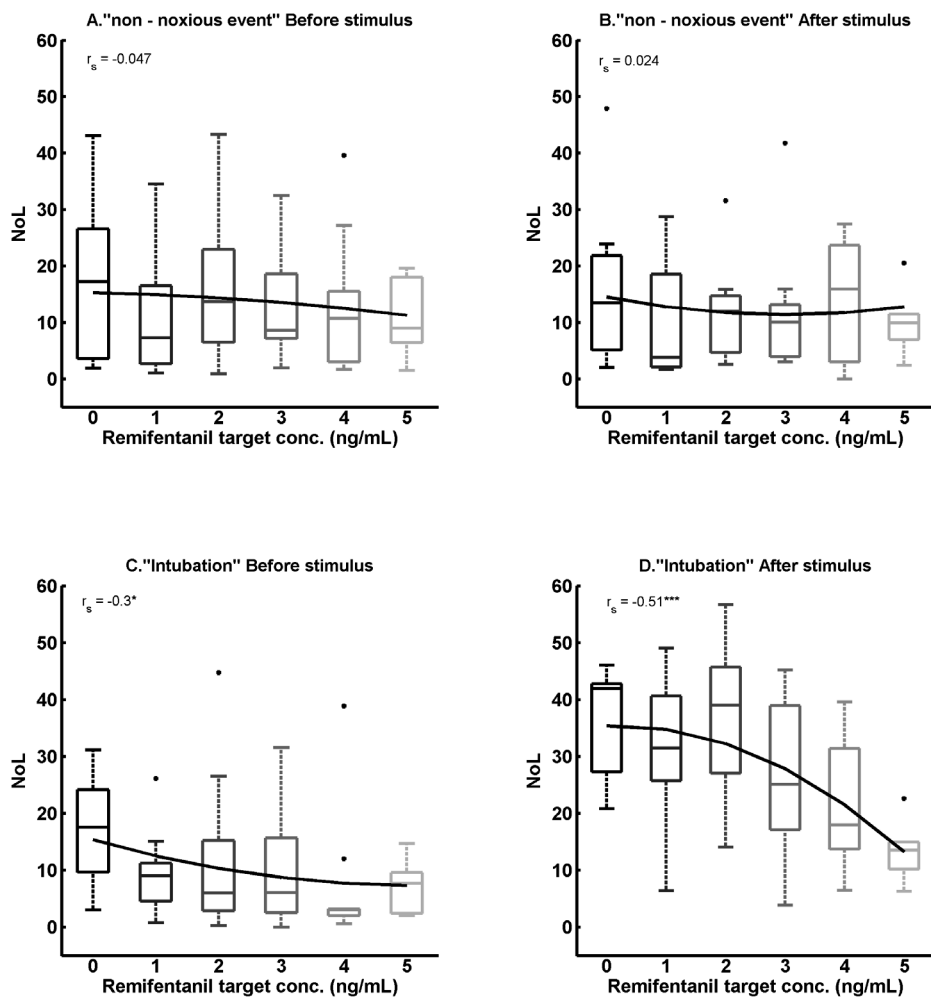 A."non - noxious event" Before stimulus
r_s = -0.047
NoL
60
50
40
30
20
10
0
0 1 2 3 4 5
Remifentanil target conc. (ng/mL)
B."non - noxious event" After stimulus
r_s = 0.024
NoL
60
50
40
30
20
10
0
0 1 2 3 4 5
Remifentanil target conc. (ng/mL)
C."Intubation" Before stimulus
r_s = -0.3*
NoL
60
50
40
30
20
10
0
0 1 2 3 4 5
Remifentanil target conc. (ng/mL)
D."Intubation" After stimulus
r_s = -0.51***
NoL
60
50
40
30
20
10
0
0 1 2 3 4 5
Remifentanil target conc. (ng/mL)